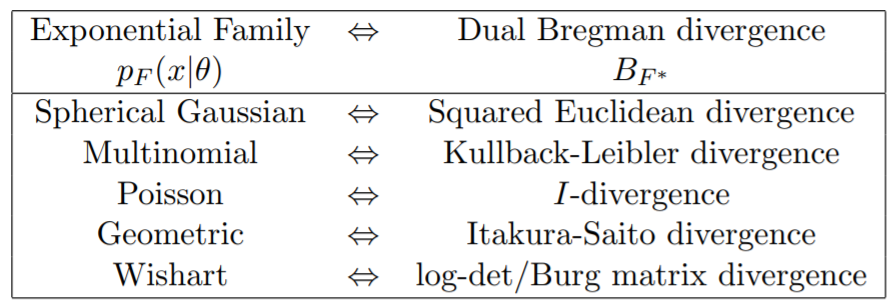 Exponential Family ⇔ Dual Bregman divergence
p_F(x|θ) B_{F*}
Spherical Gaussian ⇔ Squared Euclidean divergence
Multinomial ⇔ Kullback-Leibler divergence
Poisson ⇔ I-divergence
Geometric ⇔ Itakura-Saito divergence
Wishart ⇔ log-det/Burg matrix divergence